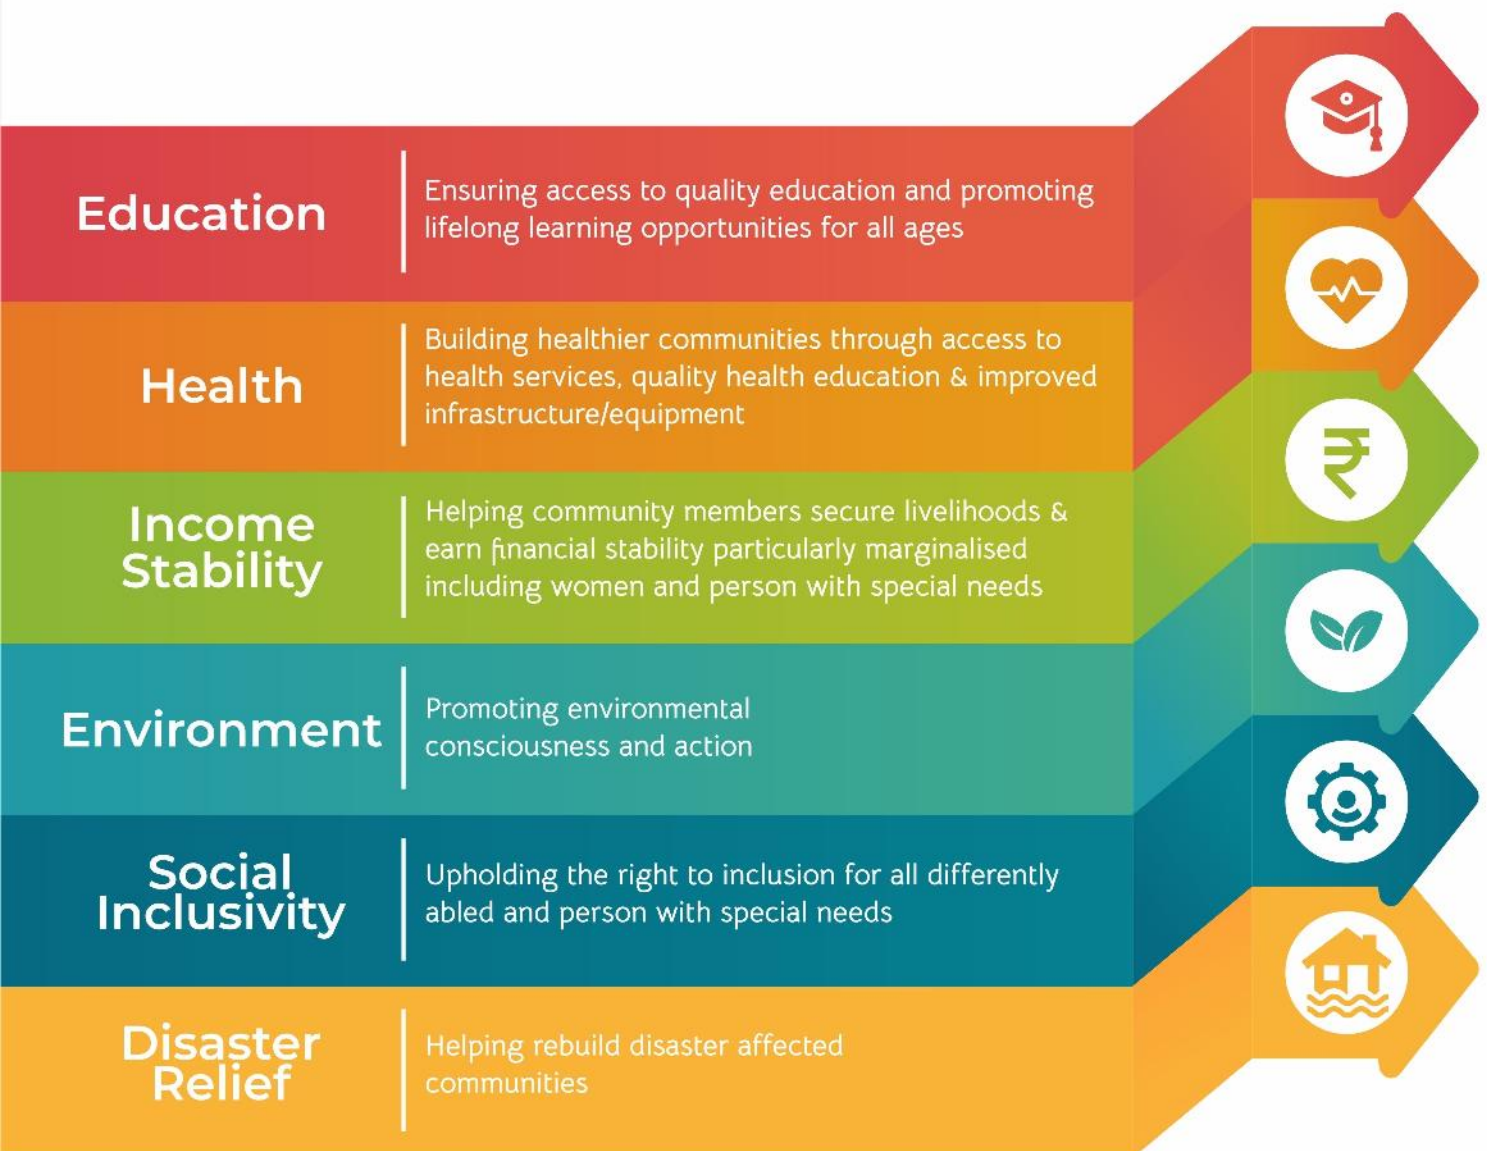 Education
Ensuring access to quality education and promoting
lifelong learning opportunities for all ages
Health
Building healthier communities through access to
health services, quality health education & improved
infrastructure/equipment
Income
Stability
Helping community members secure livelihoods &
earn financial stability particularly marginalised
including women and person with special needs
Environment
Promoting environmental
consciousness and action
Social
Inclusivity
Upholding the right to inclusion for all differently
abled and person with special needs
Disaster
Relief
Helping rebuild disaster affected
communities
₹